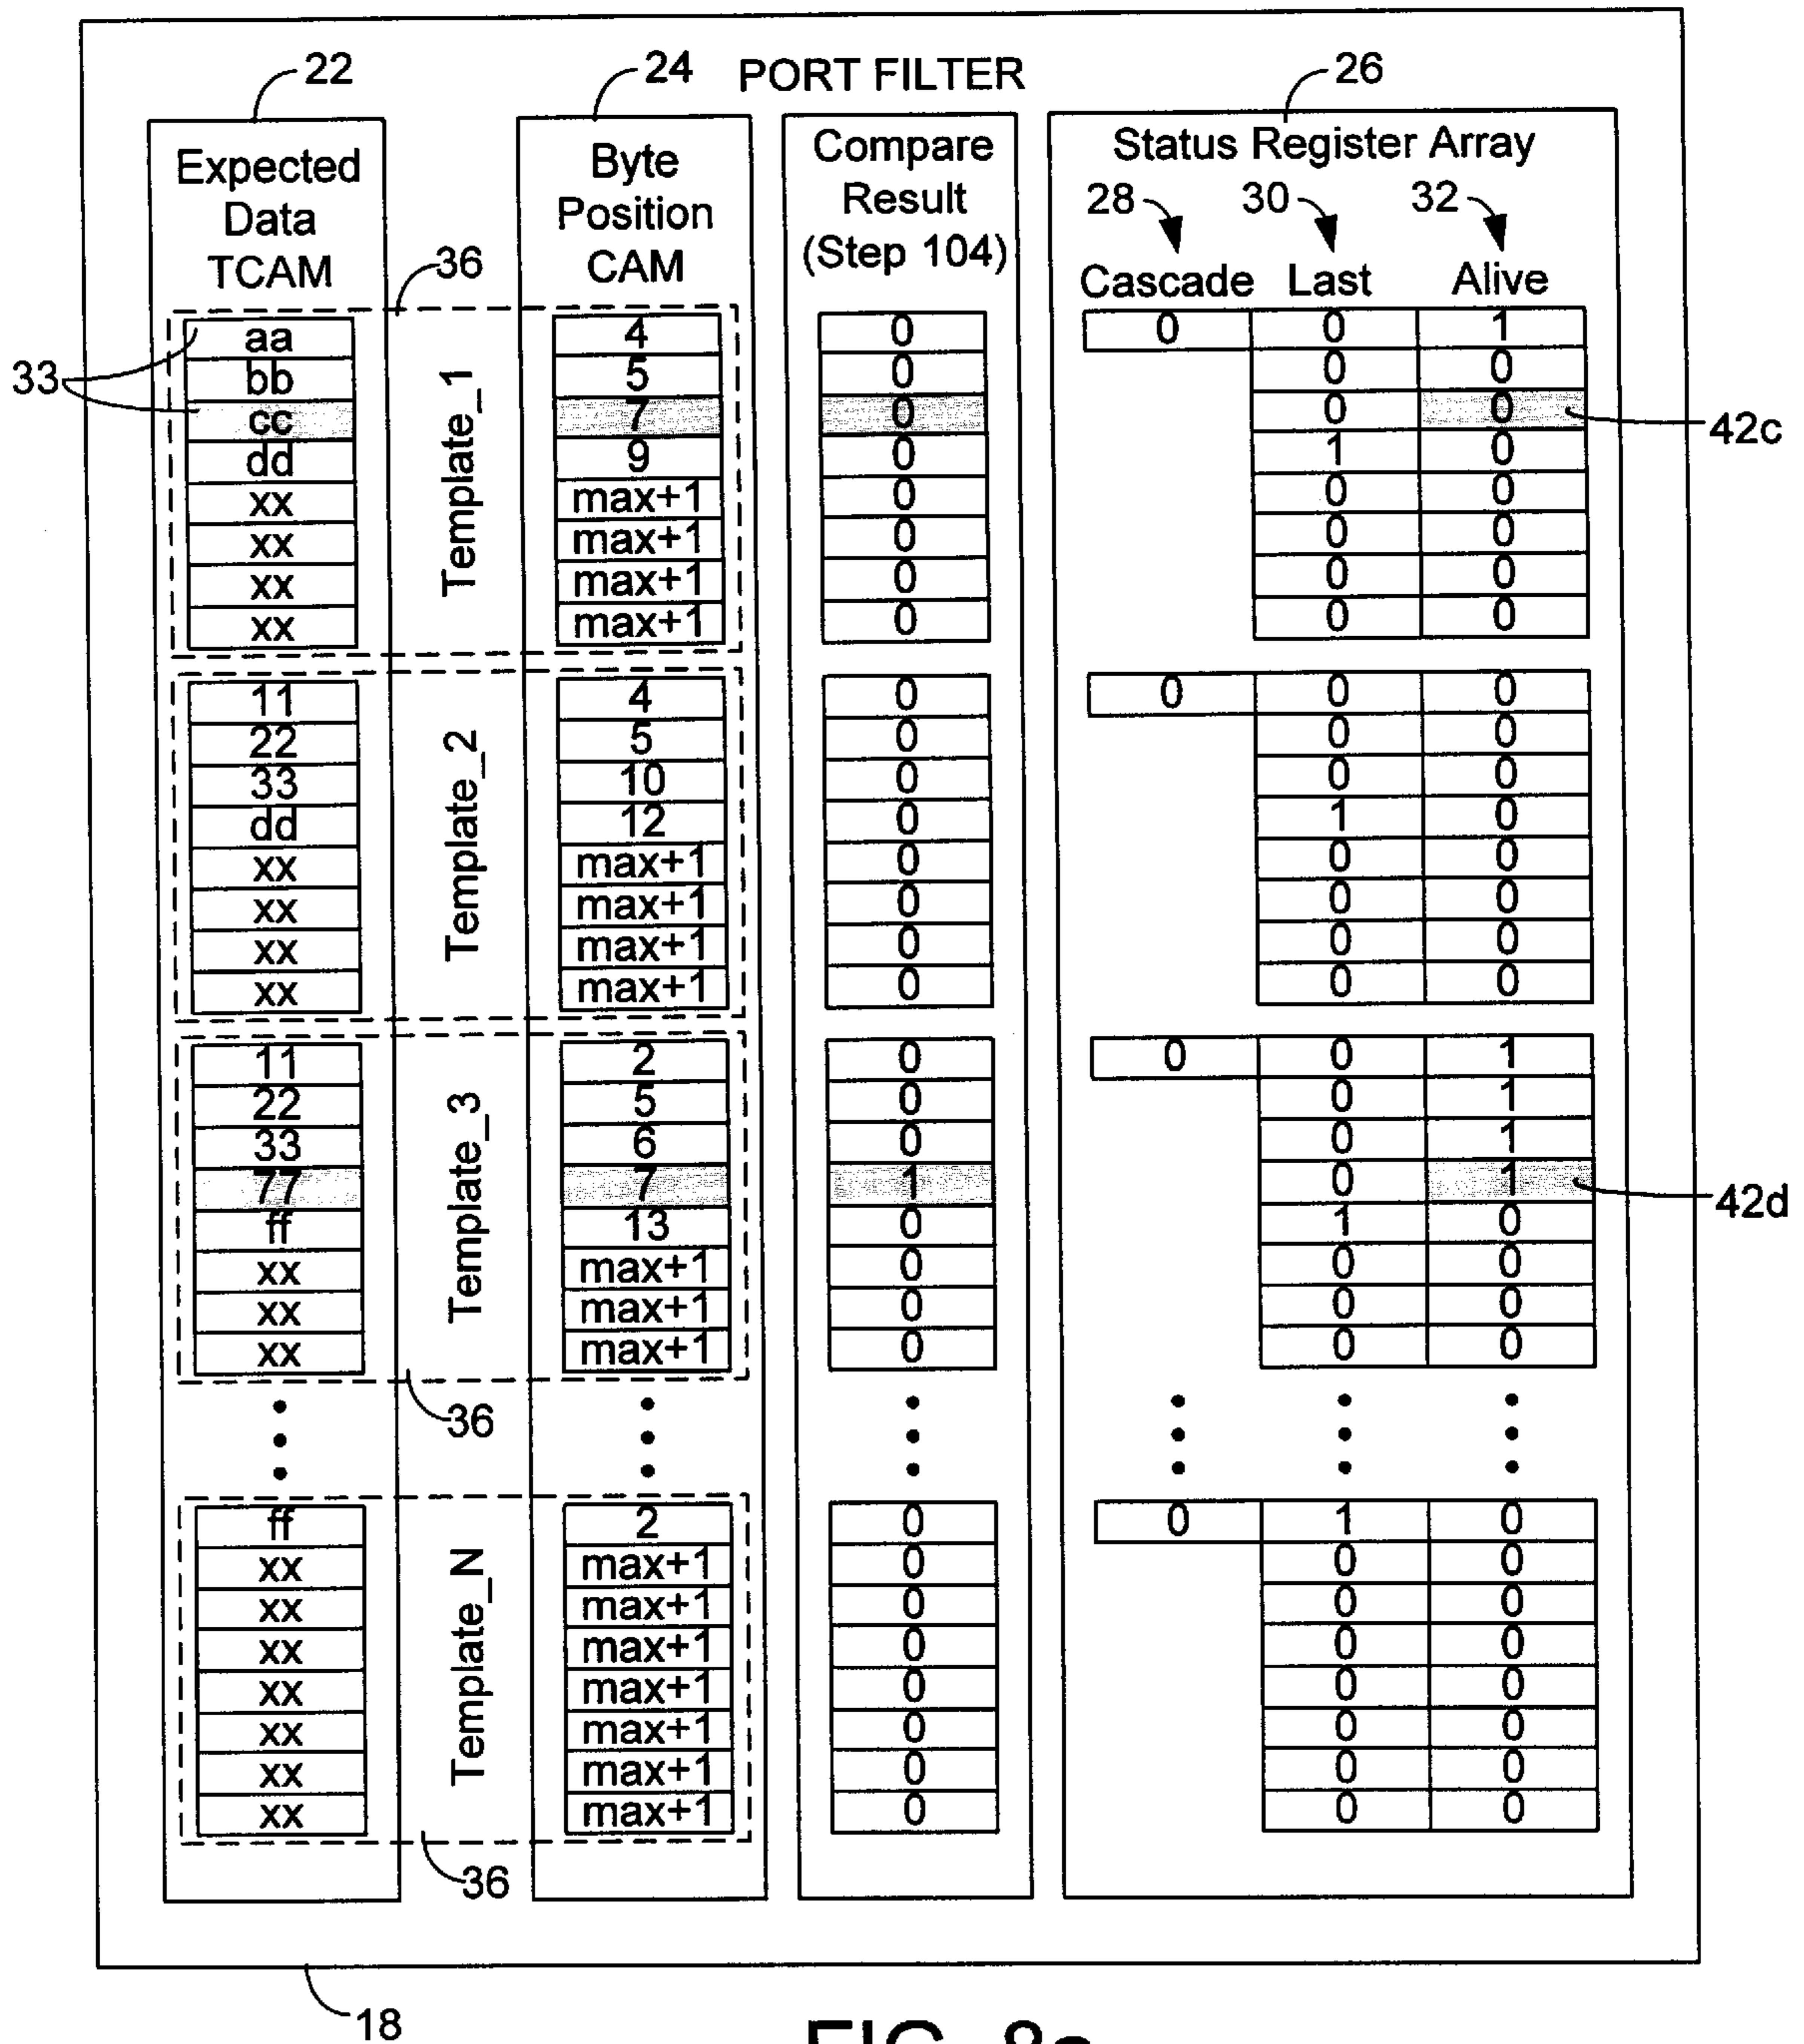 PORT FILTER
22
24
26
Expected
Data
TCAM
Byte
Position
CAM
Compare
Result
(Step 104)
Status Register Array
28
30
32
Cascade
Last
Alive
36
33
Template_1
aa 4 0 0 0 1
bb 5 0 0 0
cc 7 0 0 0
42c
dd 9 0 1 0
xx max+1 0 0 0
xx max+1 0 0 0
xx max+1 0 0 0
xx max+1 0 0 0
Template_2
11 4 0 0 0 0
22 5 0 0 0
33 10 0 0 0
dd 12 0 1 0
xx max+1 0 0 0
xx max+1 0 0 0
xx max+1 0 0 0
xx max+1 0 0 0
Template_3
11 2 0 0 0 1
22 5 0 0 1
33 6 0 0 1
77 7 1 0 1
42d
ff 13 0 1 0
xx max+1 0 0 0
xx max+1 0 0 0
xx max+1 0 0 0
36
Template_N
ff 2 0 0 1 0
xx max+1 0 0 0
xx max+1 0 0 0
xx max+1 0 0 0
xx max+1 0 0 0
xx max+1 0 0 0
xx max+1 0 0 0
xx max+1 0 0 0
36
18